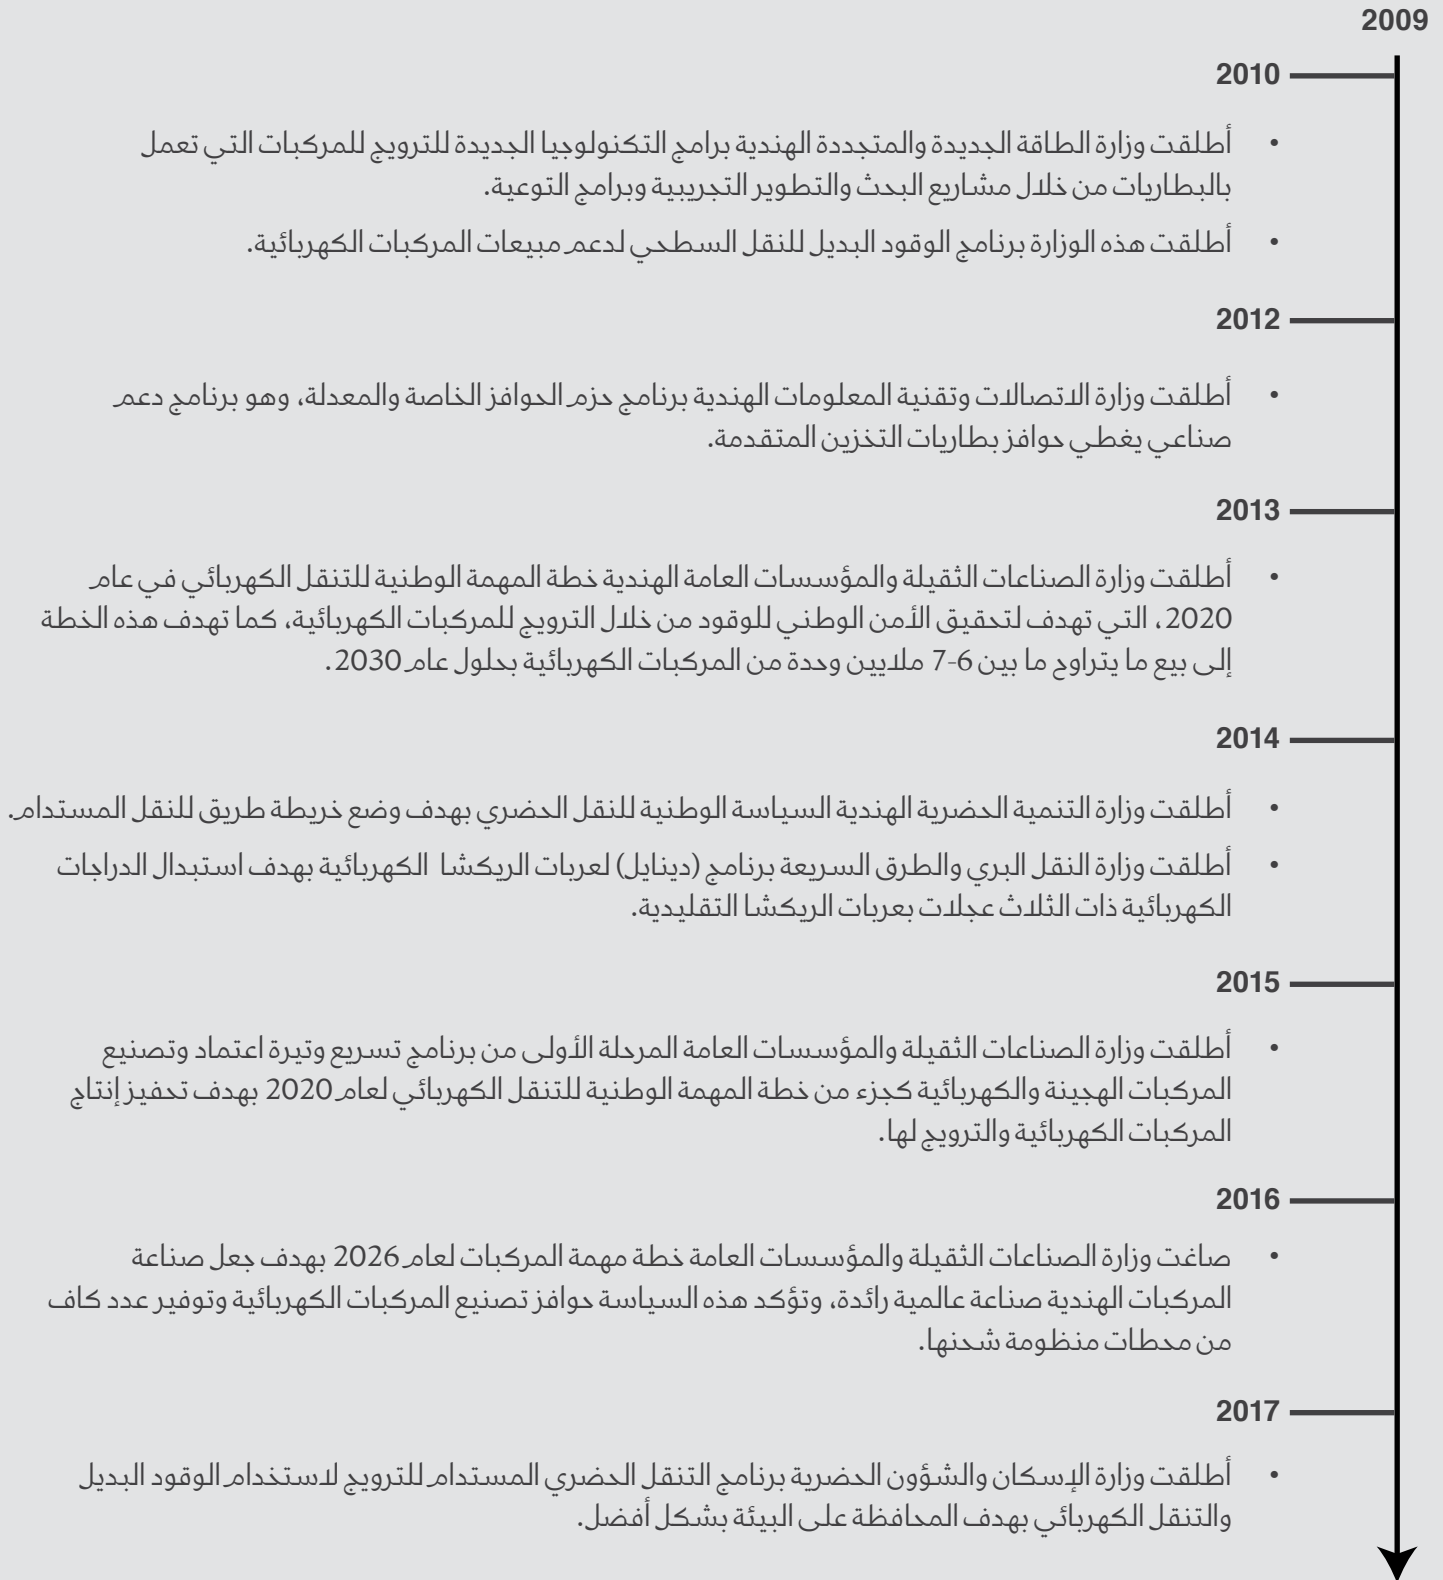 2009
2010
• أطلقت وزارة الطاقة الجديدة والمتجددة الهندية برامج التكنولوجيا الجديدة للترويج للمركبات التي تعمل
بالبطاريات من خلال مشاريع البحث والتطوير التجريبية وبرامج التوعية.
• أطلقت هذه الوزارة برنامج الوقود البديل للنقل السطحي لدعم مبيعات المركبات الكهربائية.
2012
• أطلقت وزارة الاتصالات وتقنية المعلومات الهندية برنامج حزم الحوافز الخاصة والمعدلة، وهو برنامج دعم
صناعي يغطي حوافز بطاريات التخزين المتقدمة.
2013
• أطلقت وزارة الصناعات الثقيلة والمؤسسات العامة الهندية خطة المهمة الوطنية للتنقل الكهربائي في عام
2020، التي تهدف لتحقيق الأمن الوطني للوقود من خلال الترويج للمركبات الكهربائية، كما تهدف هذه الخطة
إلى بيع ما يتراوح ما بين 6-7 ملايين وحدة من المركبات الكهربائية بحلول عام 2030.
2014
• أطلقت وزارة التنمية الحضرية الهندية السياسة الوطنية للنقل الحضري بهدف وضع خريطة طريق للنقل المستدام.
• أطلقت وزارة النقل البري والطرق السريعة برنامج (دينايل) لعربات الريكشا الكهربائية بهدف استبدال الدراجات
الكهربائية ذات الثلاث عجلات بعربات الريكشا التقليدية.
2015
• أطلقت وزارة الصناعات الثقيلة والمؤسسات العامة المرحلة الأولى من برنامج تسريع وتيرة اعتماد وتصنيع
المركبات الهجينة والكهربائية كجزء من خطة المهمة الوطنية للتنقل الكهربائي لعام 2020 بهدف تحفيز إنتاج
المركبات الكهربائية والترويج لها.
2016
• صاغت وزارة الصناعات الثقيلة والمؤسسات العامة خطة مهمة المركبات لعام 2026 بهدف جعل صناعة
المركبات الهندية صناعة عالمية رائدة، وتؤكد هذه السياسة حوافز تصنيع المركبات الكهربائية وتوفير عدد كاف
من محطات منظومة شحنها.
2017
• أطلقت وزارة الإسكان والشؤون الحضرية برنامج التنقل الحضري المستدام للترويج لاستخدام الوقود البديل
والتنقل الكهربائي بهدف المحافظة على البيئة بشكل أفضل.